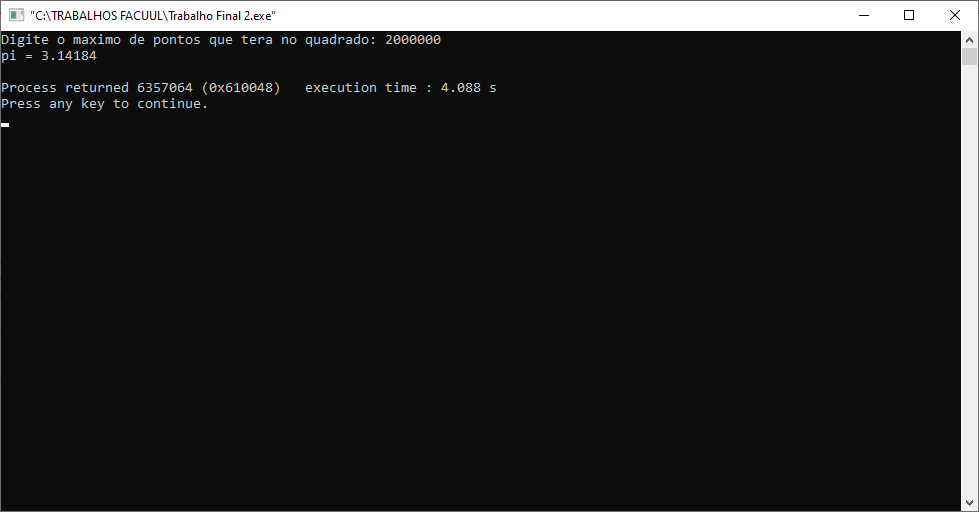 "C:\TRABALHOS FACUUL\Trabalho Final 2.exe"
Digite o maximo de pontos que tera no quadrado: 2000000
pi = 3.14184
Process returned 6357064 (0x610048)   execution time : 4.088 s
Press any key to continue.